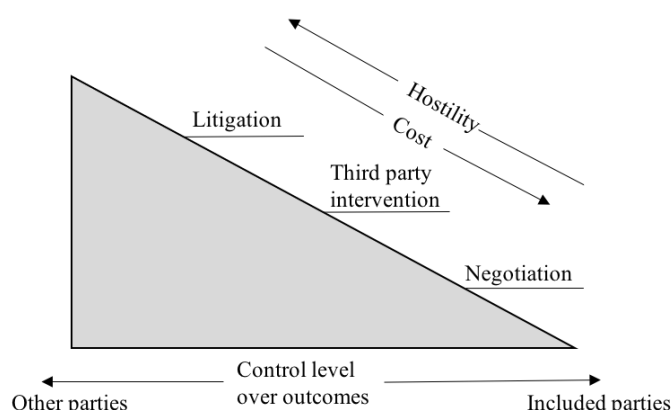 Hostility
Cost
Litigation
Third party
intervention
Negotiation
Control level
over outcomes
Other parties
Included parties